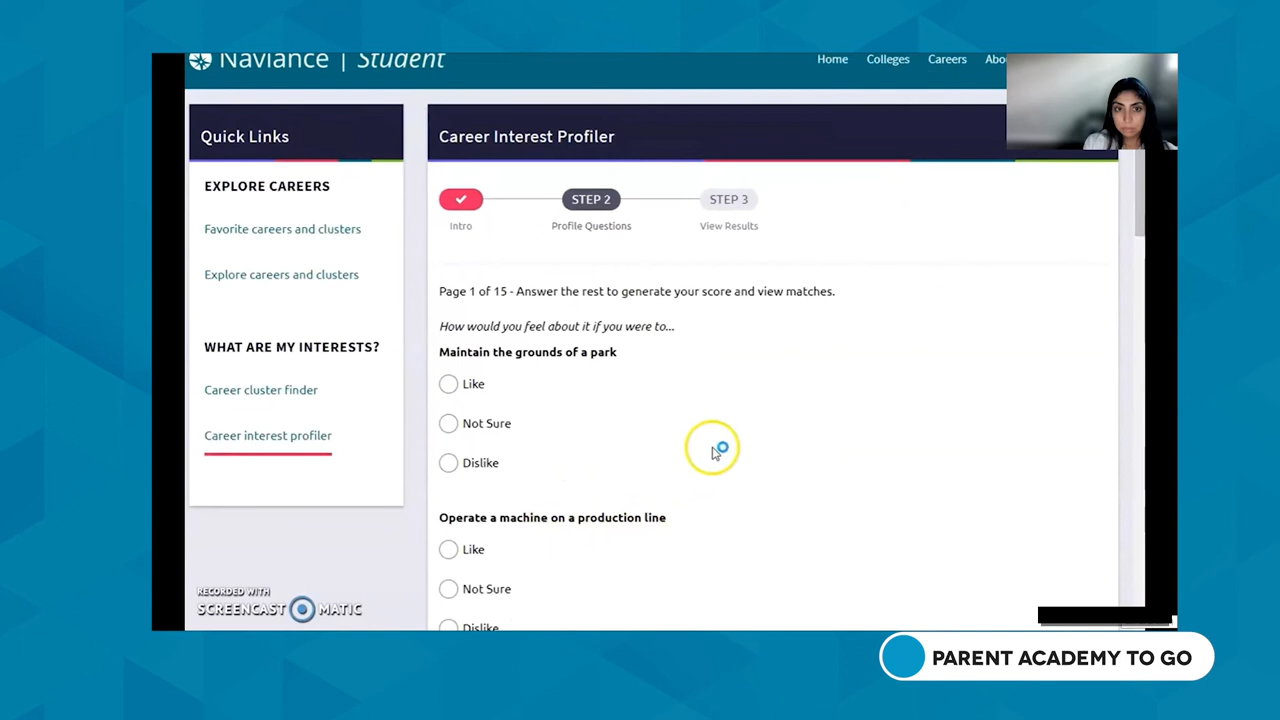 Naviance | Student
Home Colleges Careers
Quick Links
EXPLORE CAREERS
Favorite careers and clusters
Explore careers and clusters
WHAT ARE MY INTERESTS?
Career cluster finder
Career interest profiler
Career Interest Profiler
STEP 2
STEP 3
Intro
Profile Questions
View Results
Page 1 of 15 - Answer the rest to generate your score and view matches.
How would you feel about it if you were to...
Maintain the grounds of a park
Like
Not Sure
Dislike
Operate a machine on a production line
Like
Not Sure
Dislike
RECORDED WITH
SCREENCAST MATIC
PARENT ACADEMY TO GO